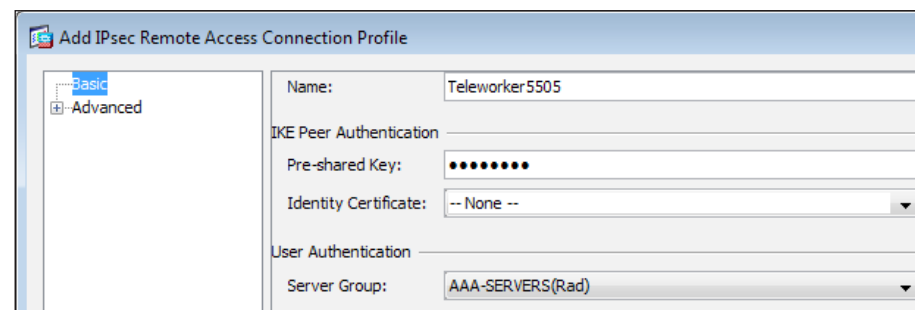 Add IPsec Remote Access Connection Profile
Basic
Advanced
Name: Teleworker5505
IKE Peer Authentication
Pre-shared Key: ••••••••
Identity Certificate: -- None --
User Authentication
Server Group: AAA-SERVERS(Rad)